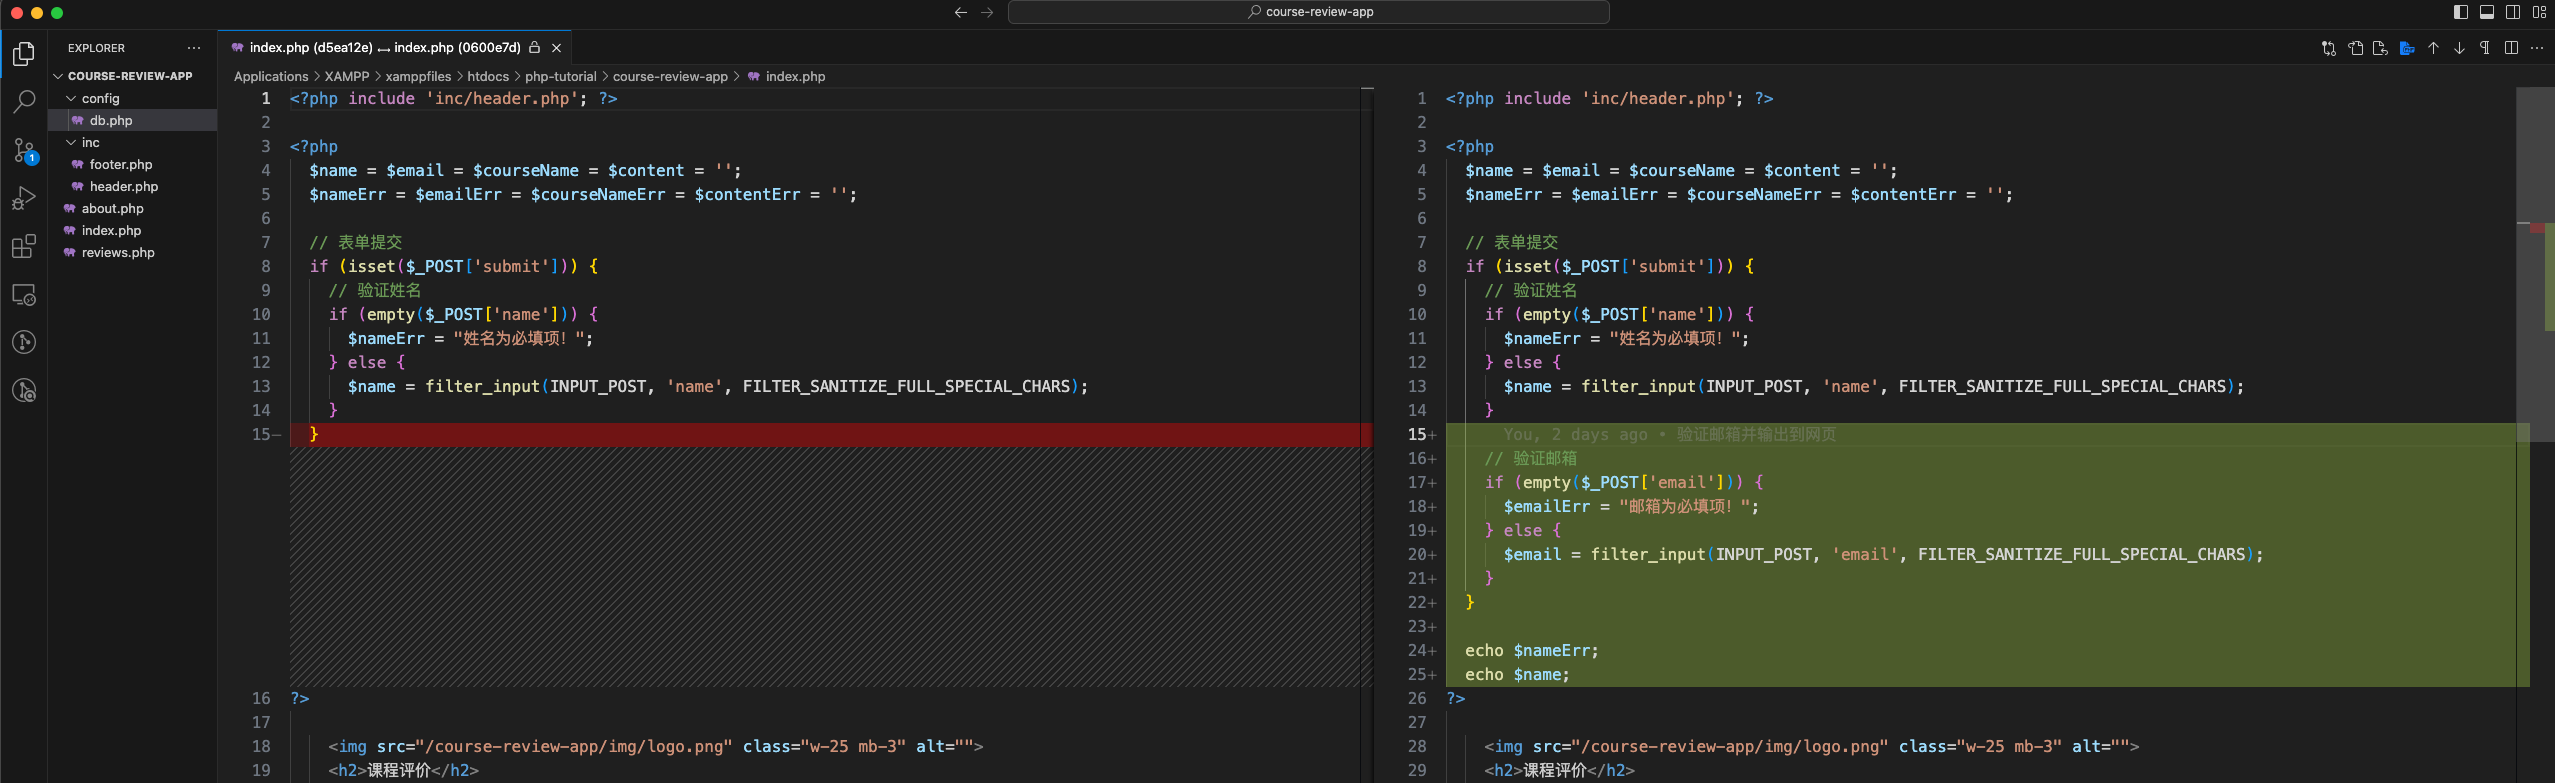 course-review-app
EXPLORER
index.php (d5ea12e) ↔ index.php (0600e7d)
COURSE-REVIEW-APP
config
db.php
inc
footer.php
header.php
about.php
index.php
reviews.php
1
Applications > XAMPP > xamppfiles > htdocs > php-tutorial > course-review-app > index.php
1 <?php include 'inc/header.php'; ?>
2
3 <?php
4 $name = $email = $courseName = $content = '';
5 $nameErr = $emailErr = $courseNameErr = $contentErr = '';
6
7 // 表单提交
8 if (isset($_POST['submit'])) {
9 // 验证姓名
10 if (empty($_POST['name'])) {
11 $nameErr = "姓名为必填项！";
12 } else {
13 $name = filter_input(INPUT_POST, 'name', FILTER_SANITIZE_FULL_SPECIAL_CHARS);
14 }
15− }
16 ?>
17
18 <img src="/course-review-app/img/logo.png" class="w-25 mb-3" alt="">
19 <h2>课程评价</h2>
1 <?php include 'inc/header.php'; ?>
2
3 <?php
4 $name = $email = $courseName = $content = '';
5 $nameErr = $emailErr = $courseNameErr = $contentErr = '';
6
7 // 表单提交
8 if (isset($_POST['submit'])) {
9 // 验证姓名
10 if (empty($_POST['name'])) {
11 $nameErr = "姓名为必填项！";
12 } else {
13 $name = filter_input(INPUT_POST, 'name', FILTER_SANITIZE_FULL_SPECIAL_CHARS);
14 }
15+ You, 2 days ago • 验证邮箱并输出到网页
16+ // 验证邮箱
17+ if (empty($_POST['email'])) {
18+ $emailErr = "邮箱为必填项！";
19+ } else {
20+ $email = filter_input(INPUT_POST, 'email', FILTER_SANITIZE_FULL_SPECIAL_CHARS);
21+ }
22+ }
23+
24+ echo $nameErr;
25+ echo $name;
26 ?>
27
28 <img src="/course-review-app/img/logo.png" class="w-25 mb-3" alt="">
29 <h2>课程评价</h2>